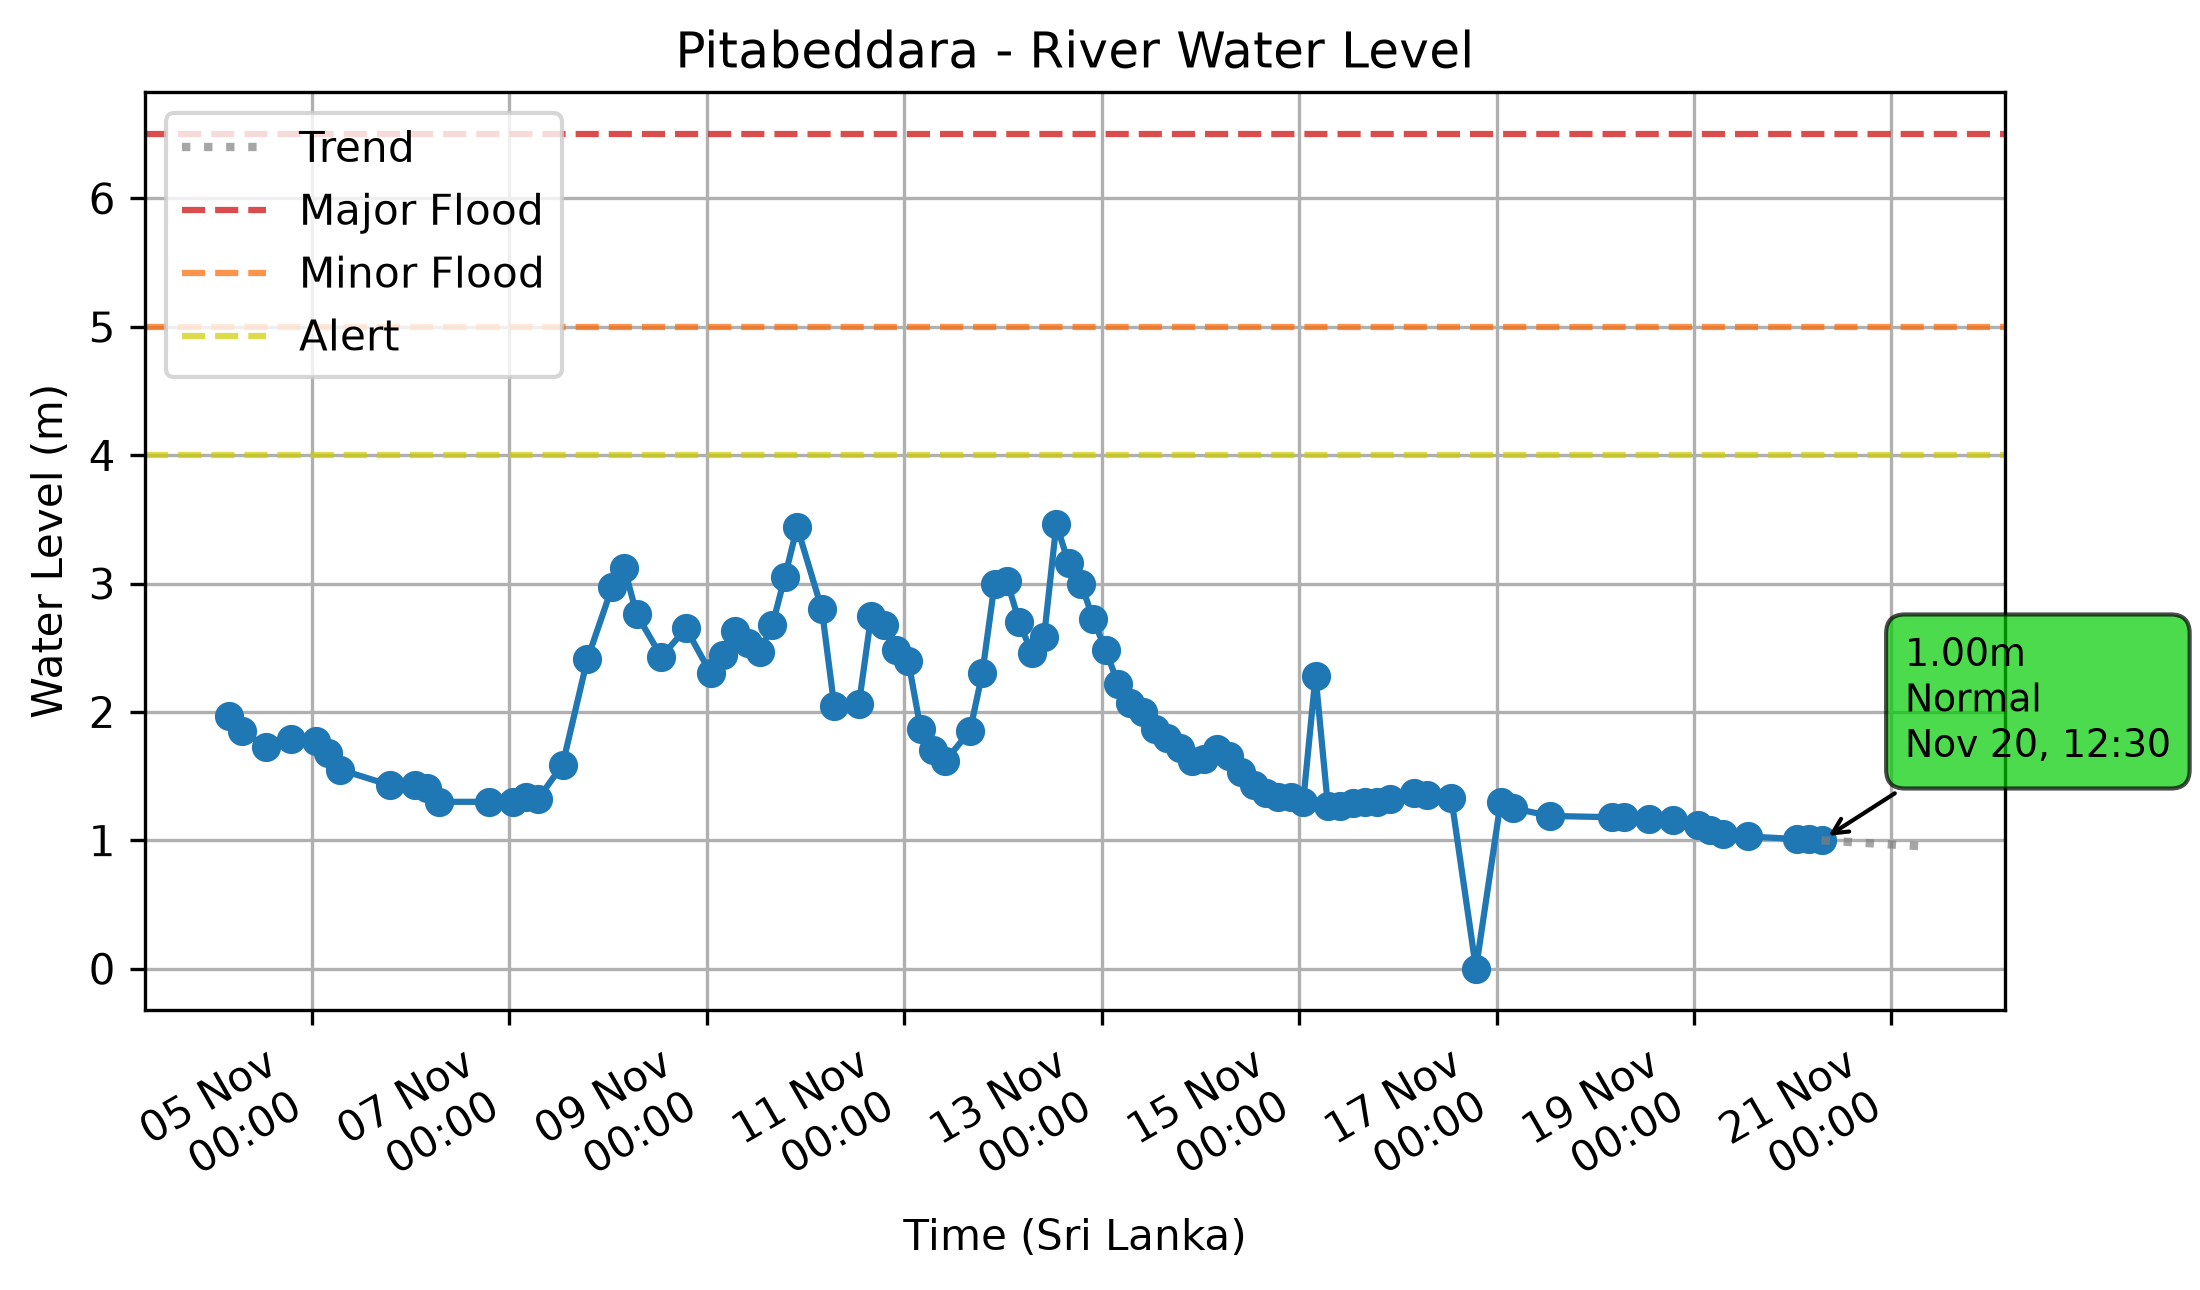 Pitabeddara - River Water Level
Trend
Major Flood
Minor Flood
Alert
Water Level (m)
6
5
4
3
2
1
0
1.00m
Normal
Nov 20, 12:30
05 Nov
00:00
07 Nov
00:00
09 Nov
00:00
11 Nov
00:00
13 Nov
00:00
15 Nov
00:00
17 Nov
00:00
19 Nov
00:00
21 Nov
00:00
Time (Sri Lanka)